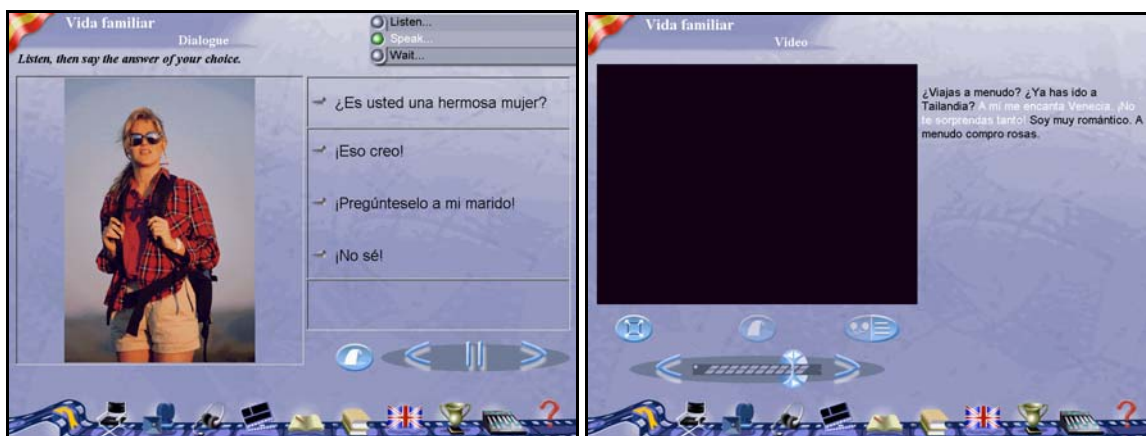 Vida familiar
Dialogue
Listen...
Speak...
Wait...
Listen, then say the answer of your choice.
¿Es usted una hermosa mujer?
¡Eso creo!
¡Pregúnteselo a mi marido!
¡No sé!
?
Vida familiar
Video
¿Viajas a menudo? ¿Ya has ido a
Tailandia? A mí me encanta Venecia. ¡No
te sorprendas tanto! Soy muy romántico. A
menudo compro rosas.
?